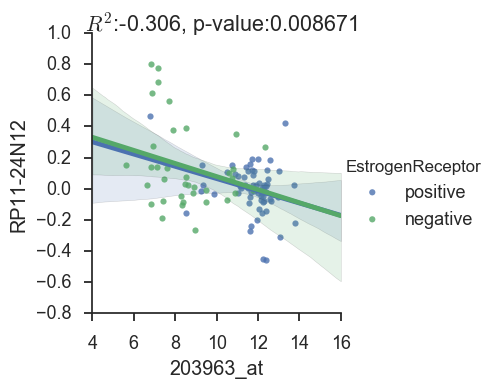 R²:-0.306, p-value:0.008671
1.0
0.8
0.6
0.4
0.2
0.0
−0.2
−0.4
−0.6
−0.8
RP11-24N12
4 6 8 10 12 14 16
203963_at
EstrogenReceptor
positive
negative